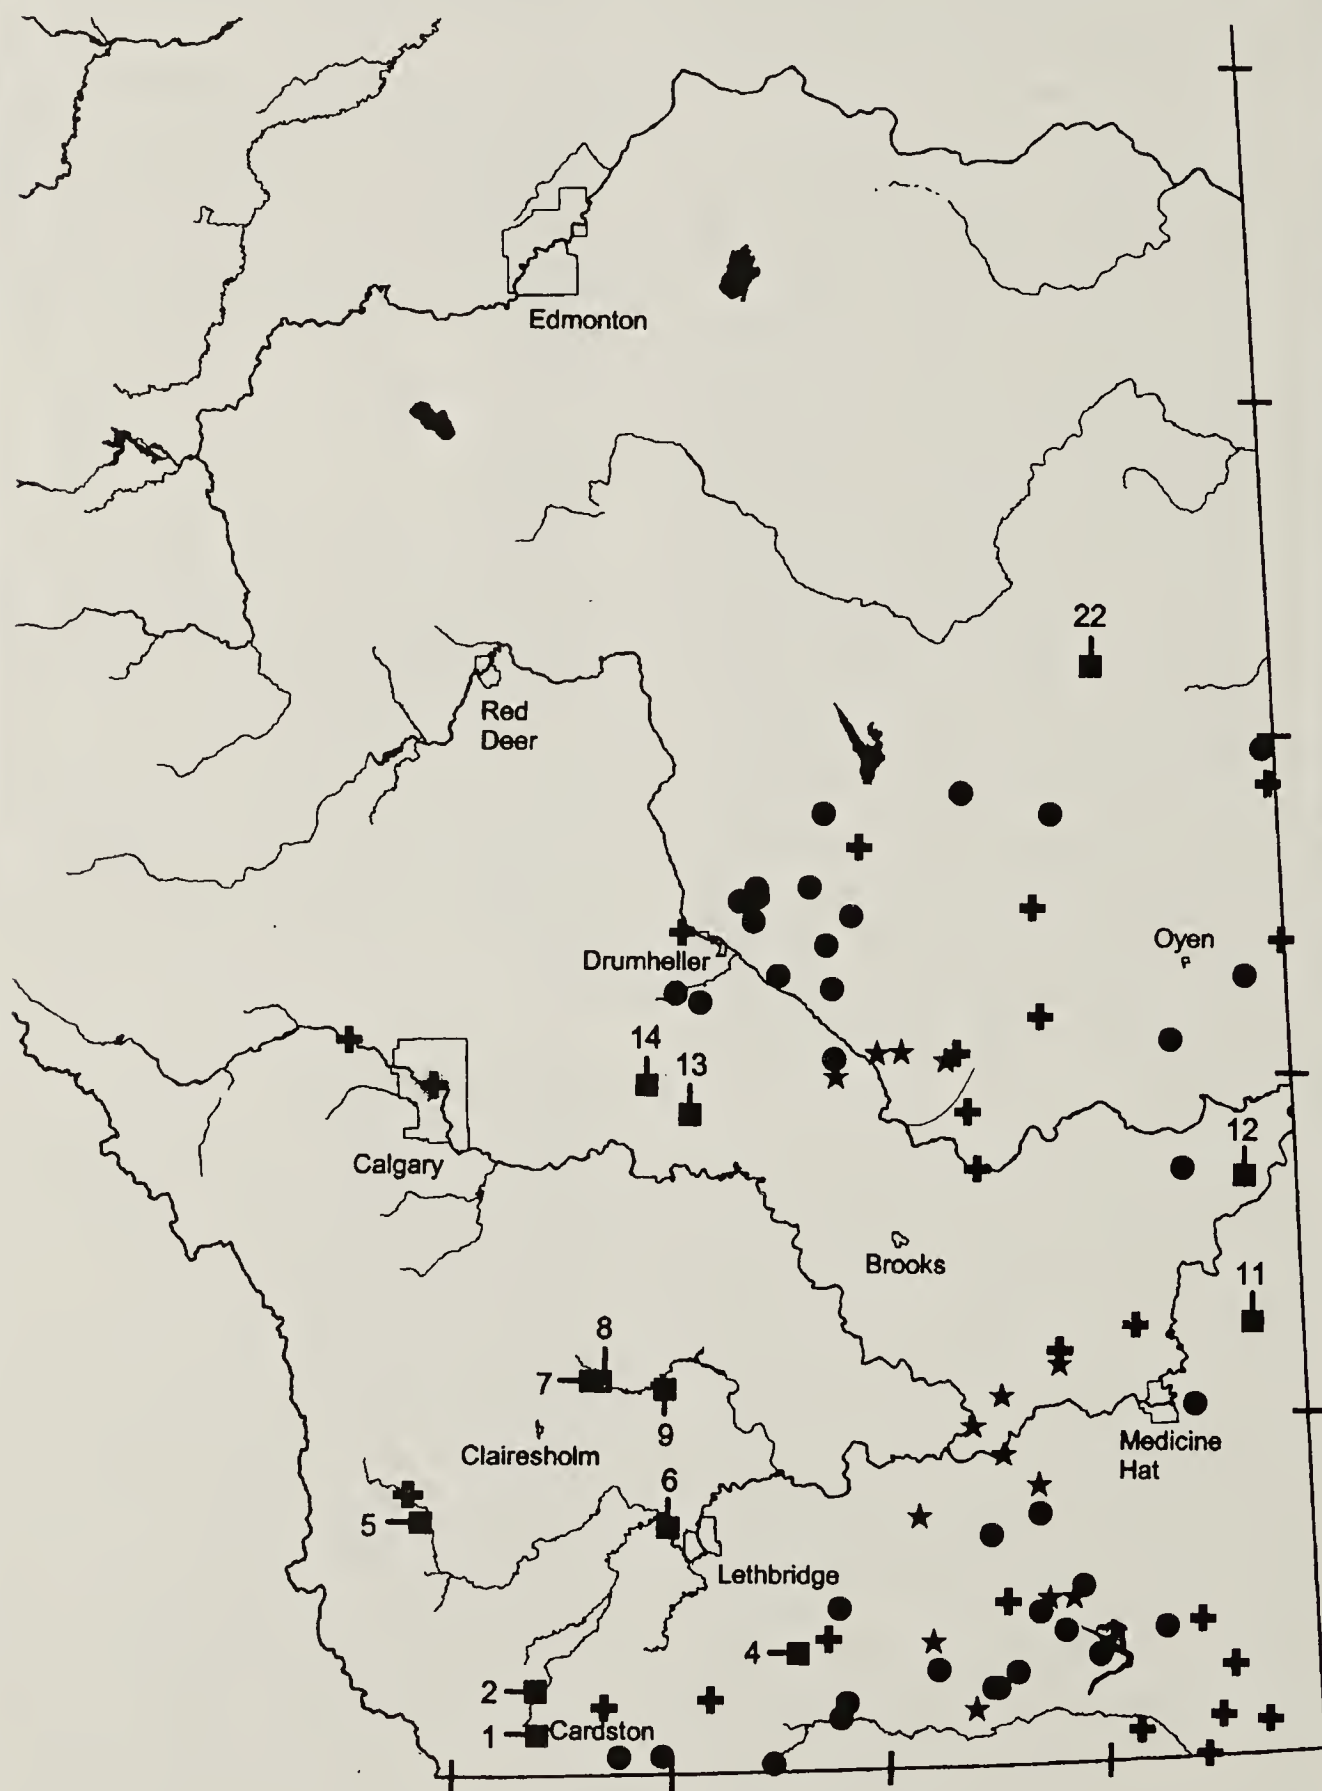 Edmonton
22
Red
Deer
Oyen
Drumheller
14
13
12
Calgary
Brooks
11
8
7
9
Clairesholm
Medicine
Hat
6
5
Lethbridge
4
2
1
Cardston